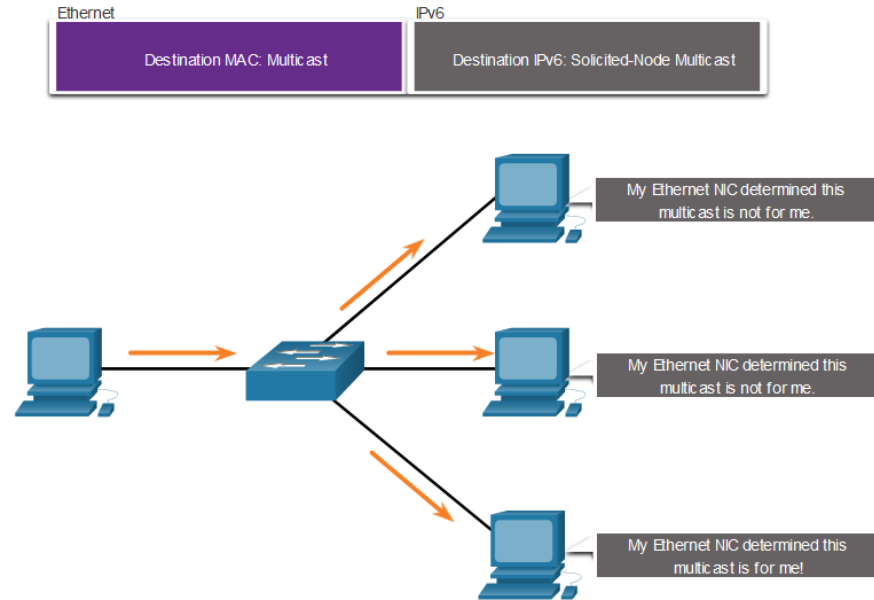 Ethernet
IPv6
Destination MAC: Multicast
Destination IPv6: Solicited-Node Multicast
My Ethernet NIC determined this
multicast is not for me.
My Ethernet NIC determined this
multicast is not for me.
My Ethernet NIC determined this
multicast is for me!